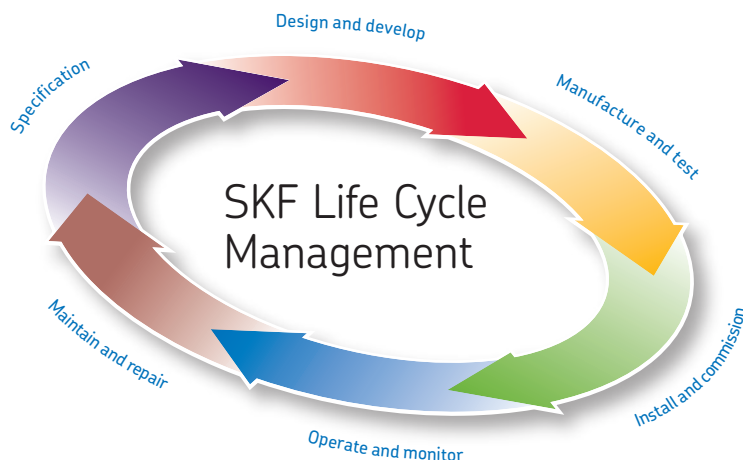 Design and develop
Specification
Manufacture and test
SKF Life Cycle
Management
Maintain and repair
Install and commission
Operate and monitor